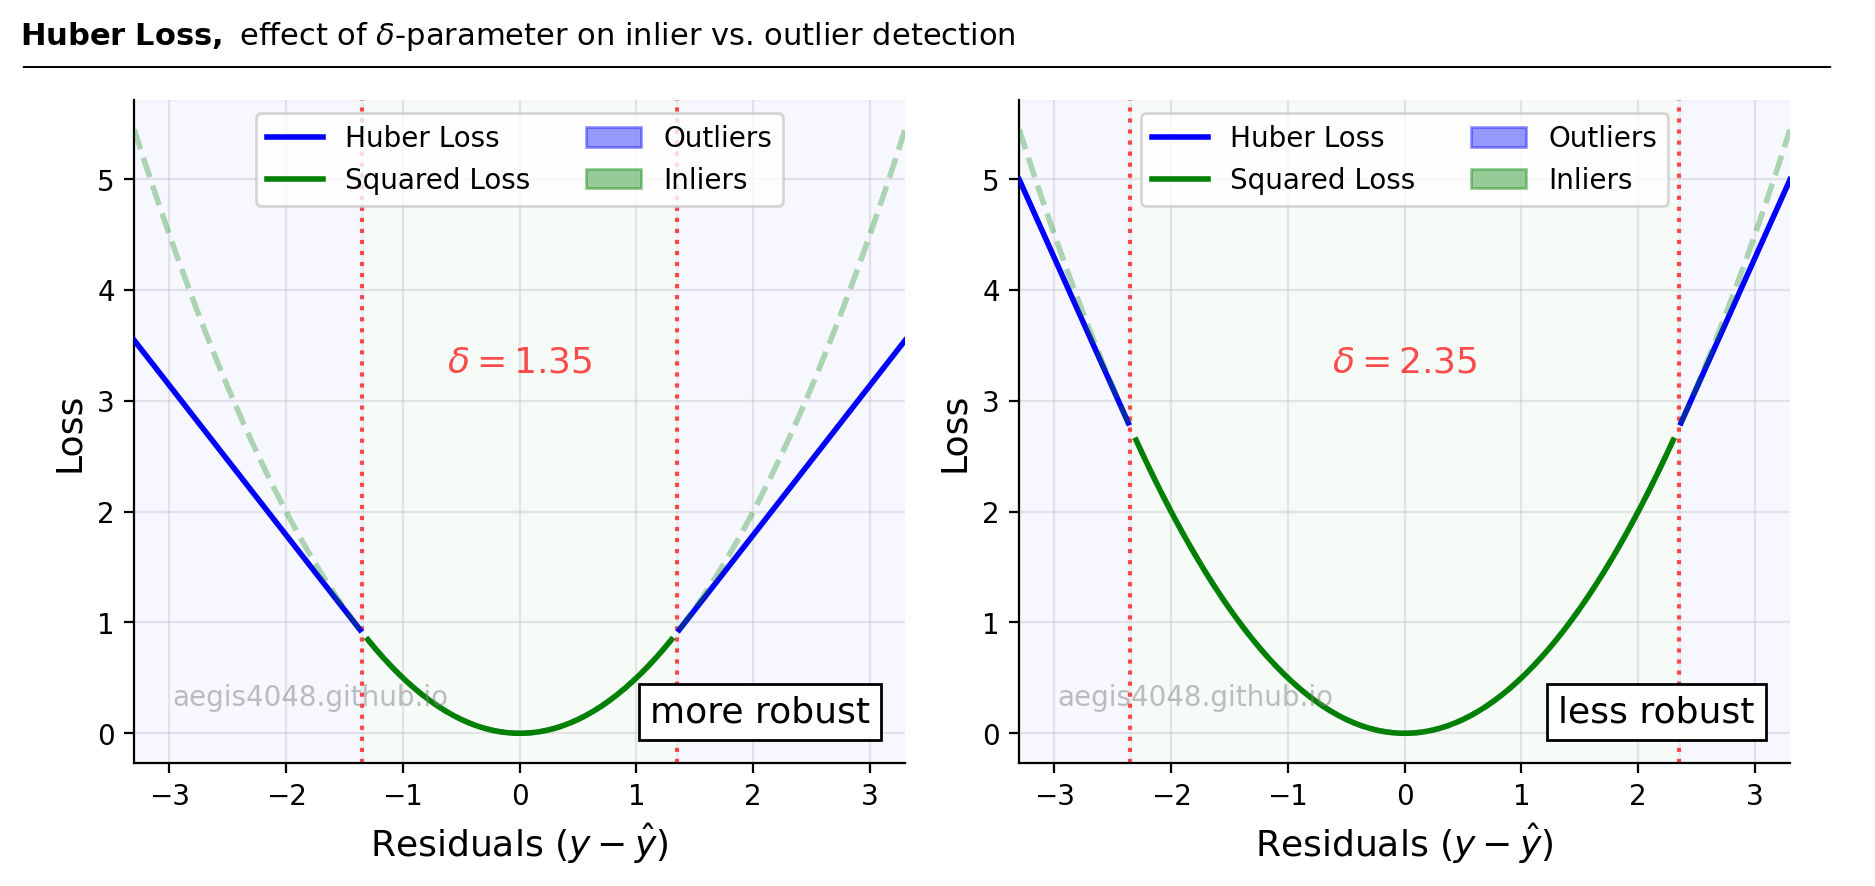 Huber Loss, effect of δ-parameter on inlier vs. outlier detection
Huber Loss
Squared Loss
Outliers
Inliers
δ = 1.35
5
4
3
2
1
0
Loss
aegis4048.github.io
more robust
−3 −2 −1 0 1 2 3
Residuals (y − ŷ)
Huber Loss
Squared Loss
Outliers
Inliers
δ = 2.35
5
4
3
2
1
0
Loss
aegis4048.github.io
less robust
−3 −2 −1 0 1 2 3
Residuals (y − ŷ)